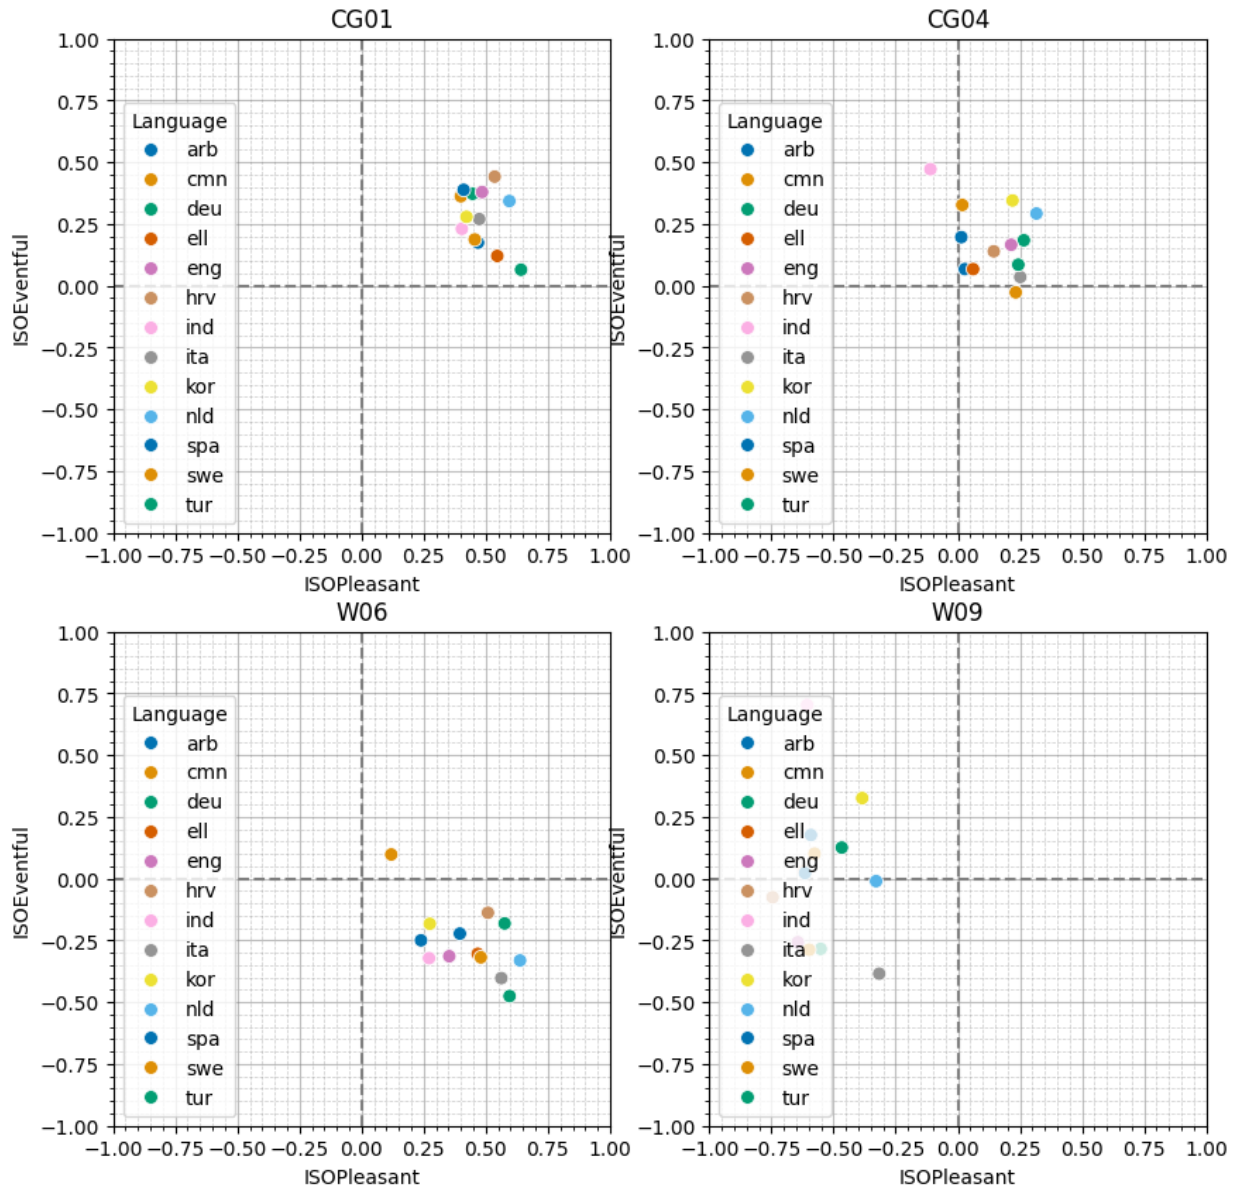 CG01
1.00
0.75
0.50
0.25
0.00
−0.25
−0.50
−0.75
−1.00
ISOEventful
Language
arb
cmn
deu
ell
eng
hrv
ind
ita
kor
nld
spa
swe
tur
−1.00 −0.75 −0.50 −0.25 0.00 0.25 0.50 0.75 1.00
ISOPleasant
CG04
1.00
0.75
0.50
0.25
0.00
−0.25
−0.50
−0.75
−1.00
ISOEventful
Language
arb
cmn
deu
ell
eng
hrv
ind
ita
kor
nld
spa
swe
tur
−1.00 −0.75 −0.50 −0.25 0.00 0.25 0.50 0.75 1.00
ISOPleasant
W06
1.00
0.75
0.50
0.25
0.00
−0.25
−0.50
−0.75
−1.00
ISOEventful
Language
arb
cmn
deu
ell
eng
hrv
ind
ita
kor
nld
spa
swe
tur
−1.00 −0.75 −0.50 −0.25 0.00 0.25 0.50 0.75 1.00
ISOPleasant
W09
1.00
0.75
0.50
0.25
0.00
−0.25
−0.50
−0.75
−1.00
ISOEventful
Language
arb
cmn
deu
ell
eng
hrv
ind
ita
kor
nld
spa
swe
tur
−1.00 −0.75 −0.50 −0.25 0.00 0.25 0.50 0.75 1.00
ISOPleasant